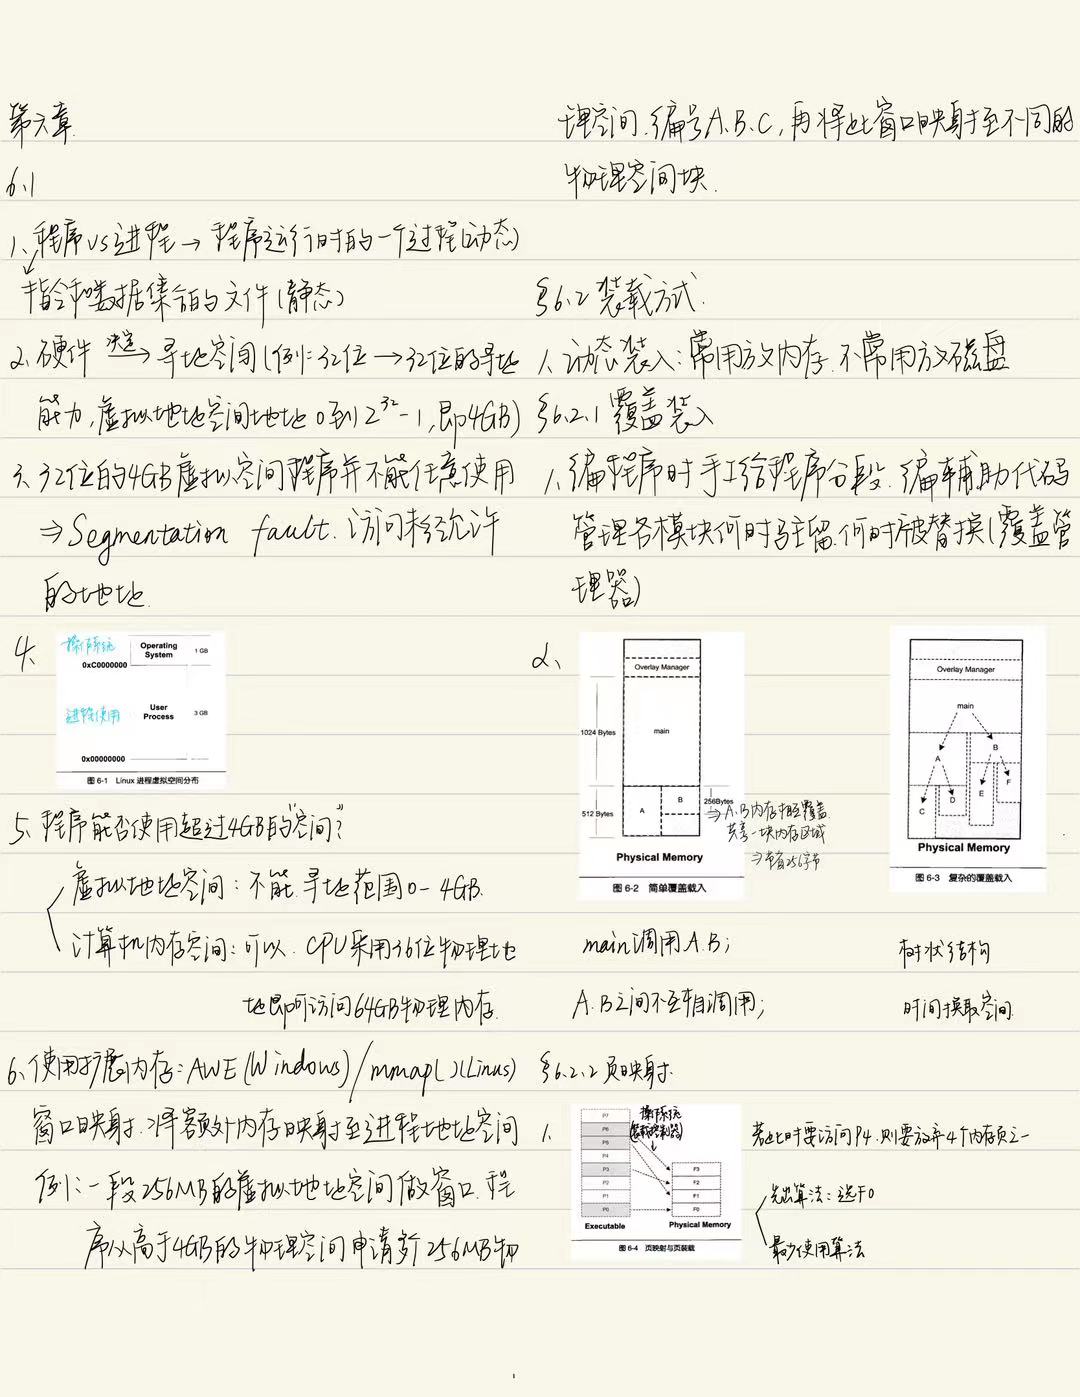 第六章
6.1
1、程序 vs 进程 → 程序运行时的一个过程(动态)
指令和数据集合的文件(静态)
2、硬件 决定→ 寻地空间(例:32位→32位的寻地
能力,虚拟地址空间地址0到2³²-1,即4GB)
3、32位的4GB虚拟空间程序并不能任意使用
⇒ Segmentation fault. 访问未经允许
的地址.
4、
操作系统
Operating System
1 GB
0xC0000000
进程使用
User Process
3 GB
0x00000000
图 6-1 Linux 进程虚拟空间分布
5、程序能否使用超过4GB的"空间"?
虚拟地址空间:不能.寻地范围0-4GB.
计算机内存空间:可以. CPU采用36位物理地
址即可访问64GB物理内存.
6、使用扩展内存:AWE(Windows)/mmap()(Linus)
窗口映射.将额外内存映射至进程地址空间
例:一段256MB的虚拟地址空间做窗口.程
序从高于4GB的物理空间申请多个256MB物
理空间.编号A.B.C,再将此窗口映射至不同的
物理空间块.
§6.2 装载方式.
1、动态装入:常用放内存.不常用放磁盘
§6.2.1 覆盖装入
1、编程序时手工给程序分段.编辅助代码
管理各模块何时驻留.何时被替换(覆盖管
理器)
2、
Overlay Manager
1024 Bytes
main
512 Bytes
A
B
256Bytes
⇒ A.B内存相互覆盖.
共享一块内存区域
⇒节省256字节
Physical Memory
图 6-2 简单覆盖载入
main调用A.B;
A.B之间不互相调用;
Overlay Manager
main
A
B
C
D
E
F
Physical Memory
图 6-3 复杂的覆盖载入
树状结构
时间换取空间.
§6.2.2 页映射.
1.
P7
P6
P5
P4
P3
P2
P1
P0
Executable
操作系统
(装载控制器)
F3
F2
F1
F0
Physical Memory
图 6-4 页映射与页装载
若此时要访问P4.则要放弃4个内存页之一
先出算法:选F0
最少使用算法